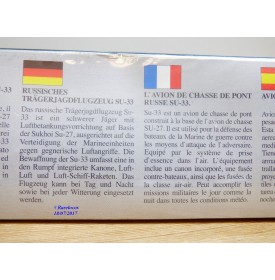 RUSSISCHES
TRÄGERJAGDFLUGZEUG SU-33
Das russische Trägerjagdflugzeug Su-
33 ist ein schwerer Jäger mit
Luftbetankungsvorrichtung auf Basis
der Sukhoi Su-27, ausgerichtet auf die
Verteidigung der Marineeinheiten
gegen gegnerische Luftangriffe. Die
Bewaffnung der Su-33 umfasst eine in
den Rumpf integrierte Kanone, Luft-
Luft und Luft-Schiff-Raketen. Das
Flugzeug kann bei Tag und Nacht
sowie bei jeder Witterung eingesetzt
werden.
L'AVION DE CHASSE DE PONT
RUSSE SU-33.
Su-33 est un avion de chasse de pont
construit à la base de l'avion de chasse
SU-27. Il est utilisé pour la défense des
bateaux de la Marine de guerre contre
les moyens d'attaque de l'adversaire.
Equipé par le système de prise
d'essence dans l'air. L'équipement
inclue un canon incorporé, une fusée
contre-bateaux. Peut aussi amplifier
les fusées air-air. Peut accomplir les
missions militaires le jour comme la
nuit, dans toutes les conditions de
météo.
©Bardosov
18/07/2017